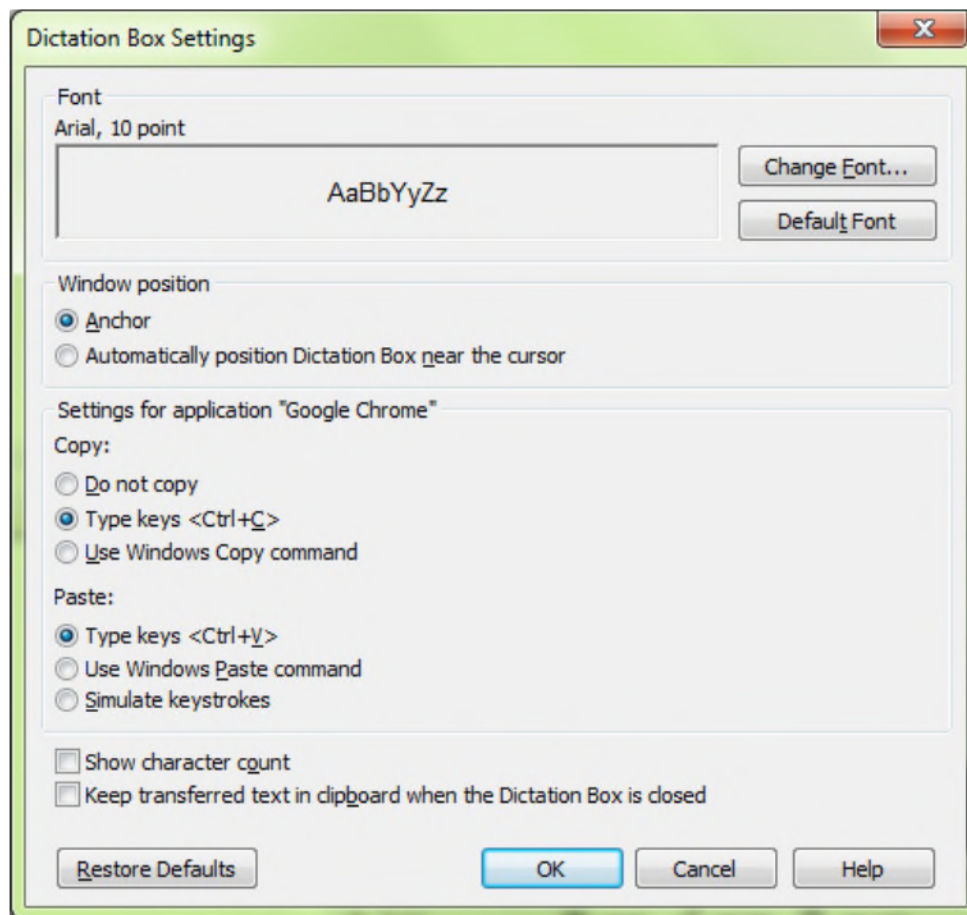 Dictation Box Settings
Font
Arial, 10 point
AaBbYyZz
Change Font...
Default Font
Window position
Anchor
Automatically position Dictation Box near the cursor
Settings for application "Google Chrome"
Copy:
Do not copy
Type keys <Ctrl+C>
Use Windows Copy command
Paste:
Type keys <Ctrl+V>
Use Windows Paste command
Simulate keystrokes
Show character count
Keep transferred text in clipboard when the Dictation Box is closed
Restore Defaults OK Cancel Help